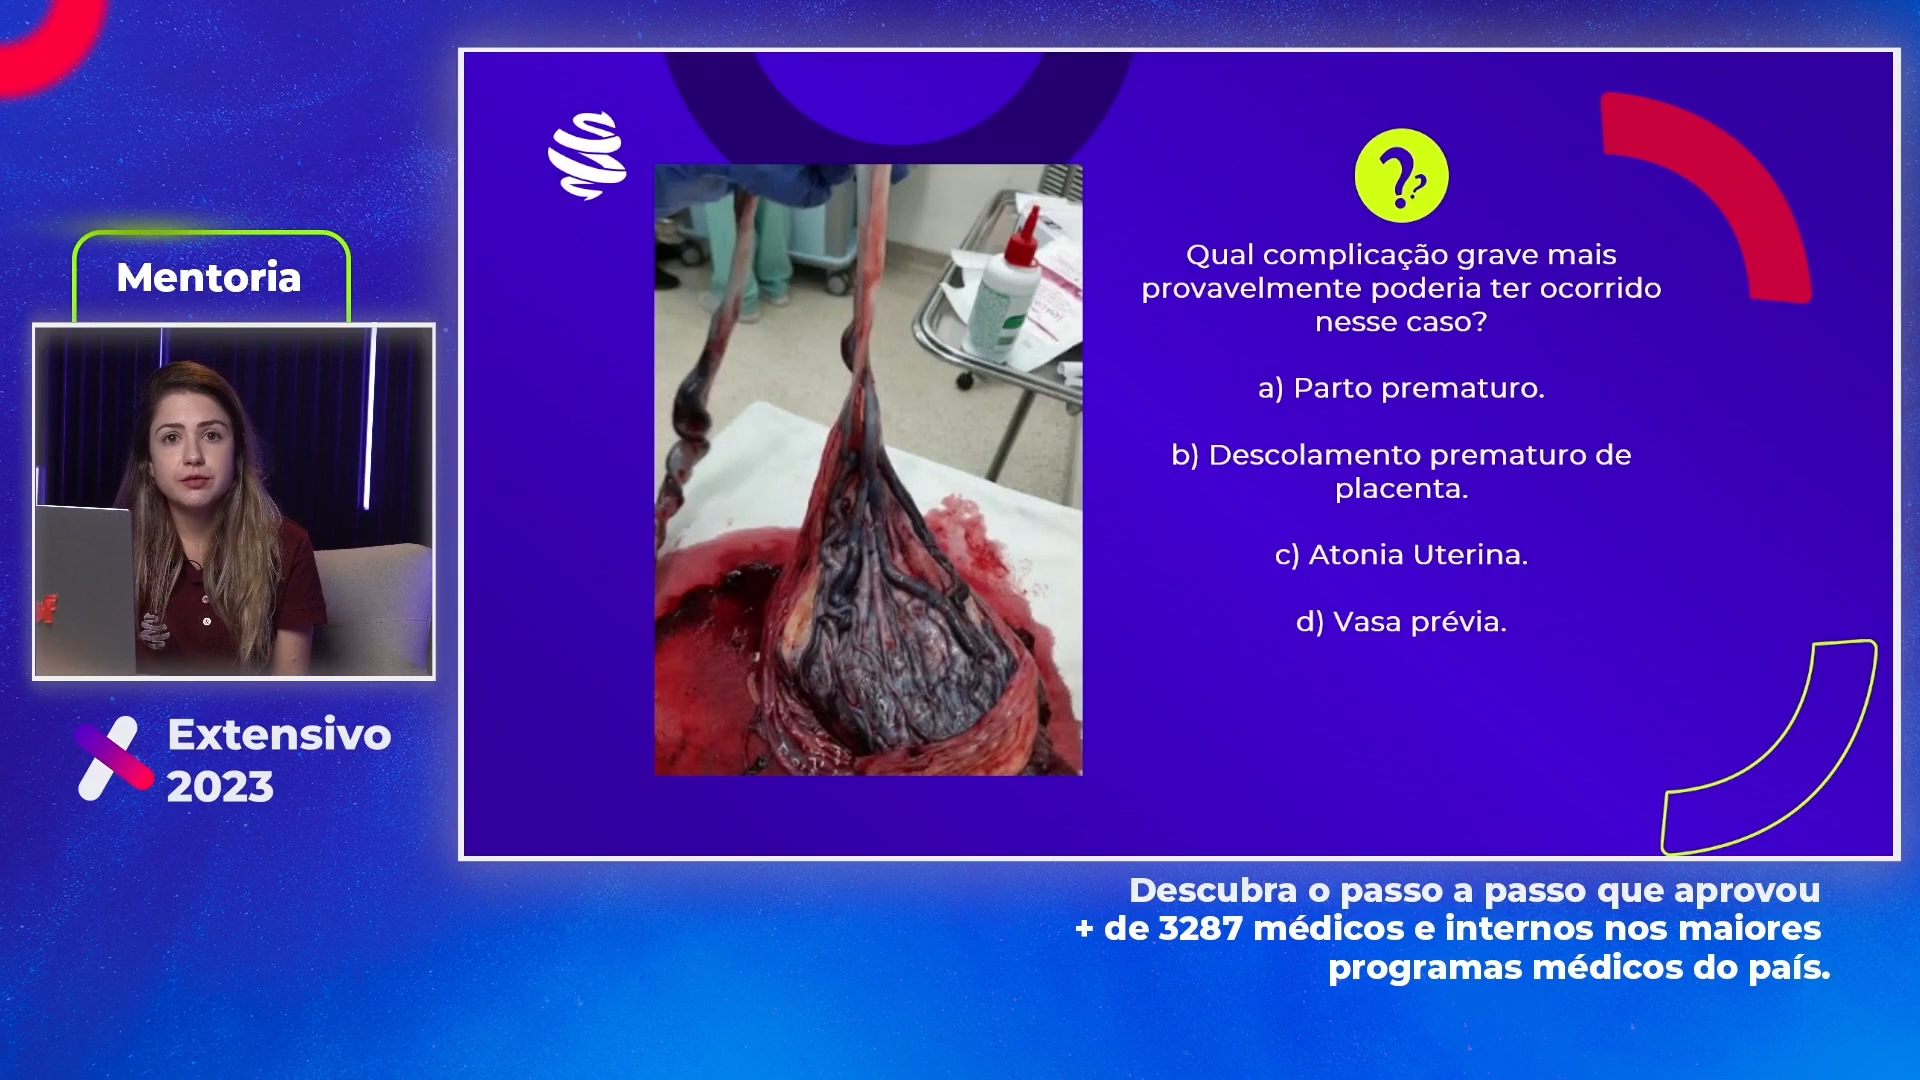 Mentoria
Extensivo
2023
Qual complicação grave mais
provavelmente poderia ter ocorrido
nesse caso?
a) Parto prematuro.
b) Descolamento prematuro de
placenta.
c) Atonia Uterina.
d) Vasa prévia.
Descubra o passo a passo que aprovou
+ de 3287 médicos e internos nos maiores
programas médicos do país.